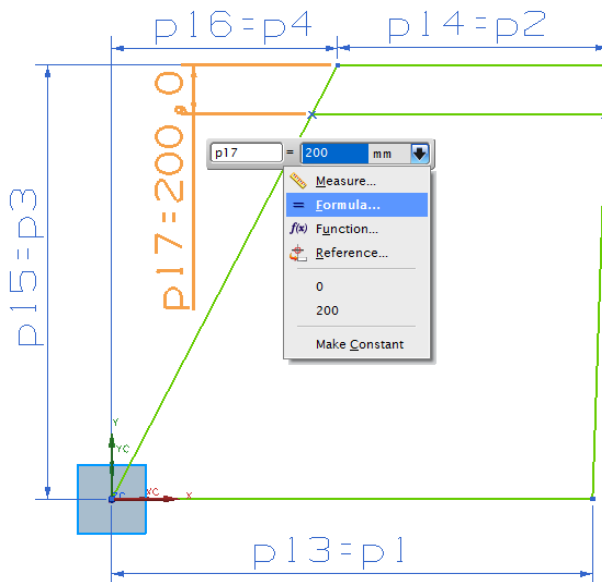 p16=p4
p14=p2
p17=200,0
p15=p3
p17 = 200 mm
Measure...
= Formula...
f(x) Function...
Reference...
0
200
Make Constant
Y
YC
ZC
XC
X
p13=p1